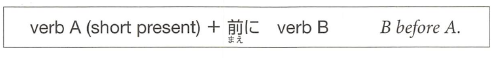 verb A (short present) + 前に verb B B before A.
まえ